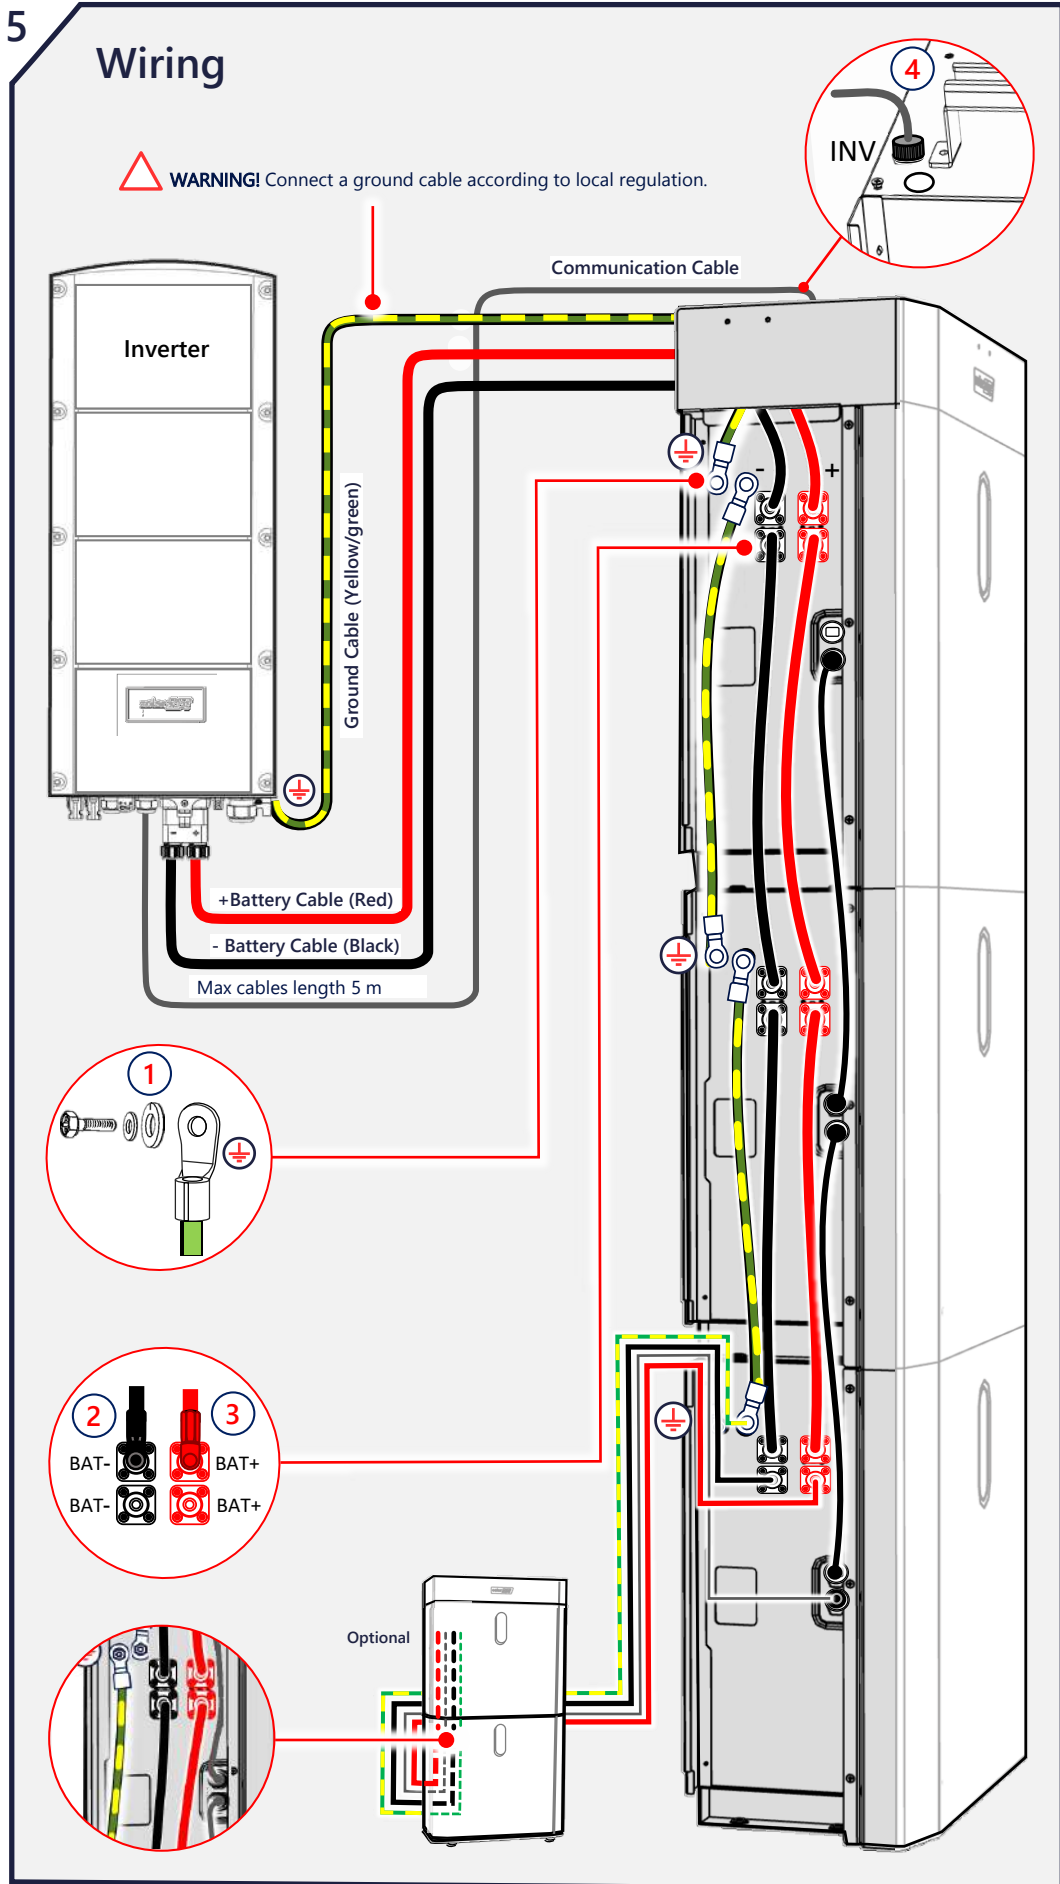 5
Wiring
4
INV
WARNING! Connect a ground cable according to local regulation.
Communication Cable
Inverter
- +
Ground Cable (Yellow/green)
- +
+Battery Cable (Red)
- Battery Cable (Black)
Max cables length 5 m
1
2
3
BAT- BAT+
BAT- BAT+
Optional